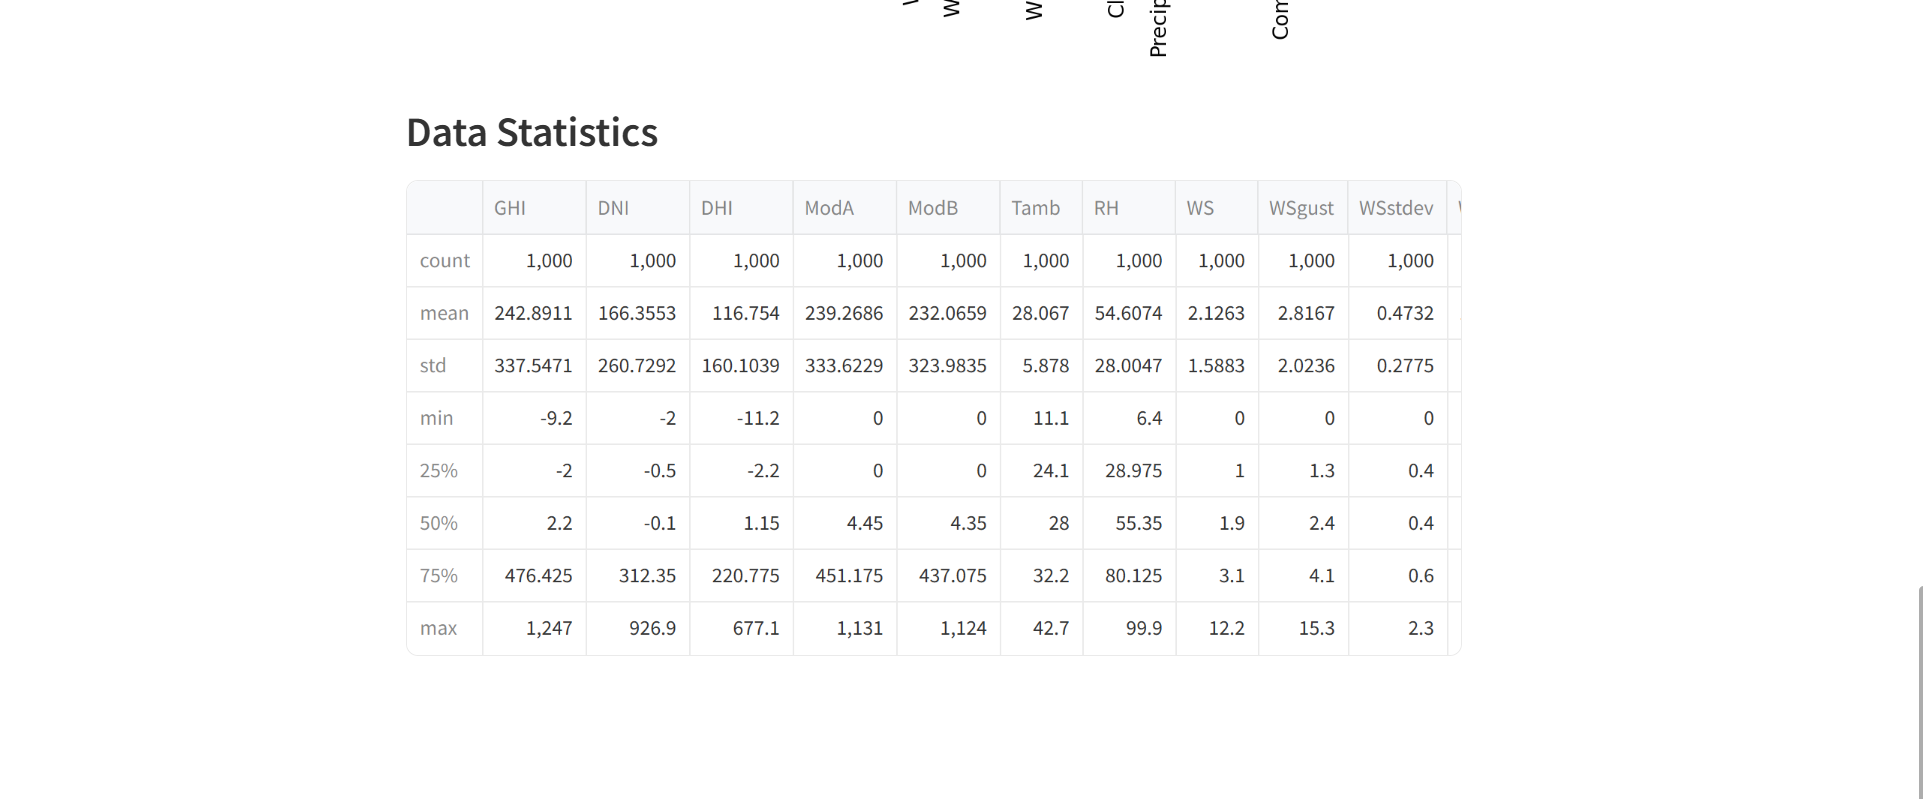 Precip
Com
Data Statistics
GHI DNI DHI ModA ModB Tamb RH WS WSgust WSstdev
count 1,000 1,000 1,000 1,000 1,000 1,000 1,000 1,000 1,000 1,000
mean 242.8911 166.3553 116.754 239.2686 232.0659 28.067 54.6074 2.1263 2.8167 0.4732
std 337.5471 260.7292 160.1039 333.6229 323.9835 5.878 28.0047 1.5883 2.0236 0.2775
min -9.2 -2 -11.2 0 0 11.1 6.4 0 0 0
25% -2 -0.5 -2.2 0 0 24.1 28.975 1 1.3 0.4
50% 2.2 -0.1 1.15 4.45 4.35 28 55.35 1.9 2.4 0.4
75% 476.425 312.35 220.775 451.175 437.075 32.2 80.125 3.1 4.1 0.6
max 1,247 926.9 677.1 1,131 1,124 42.7 99.9 12.2 15.3 2.3